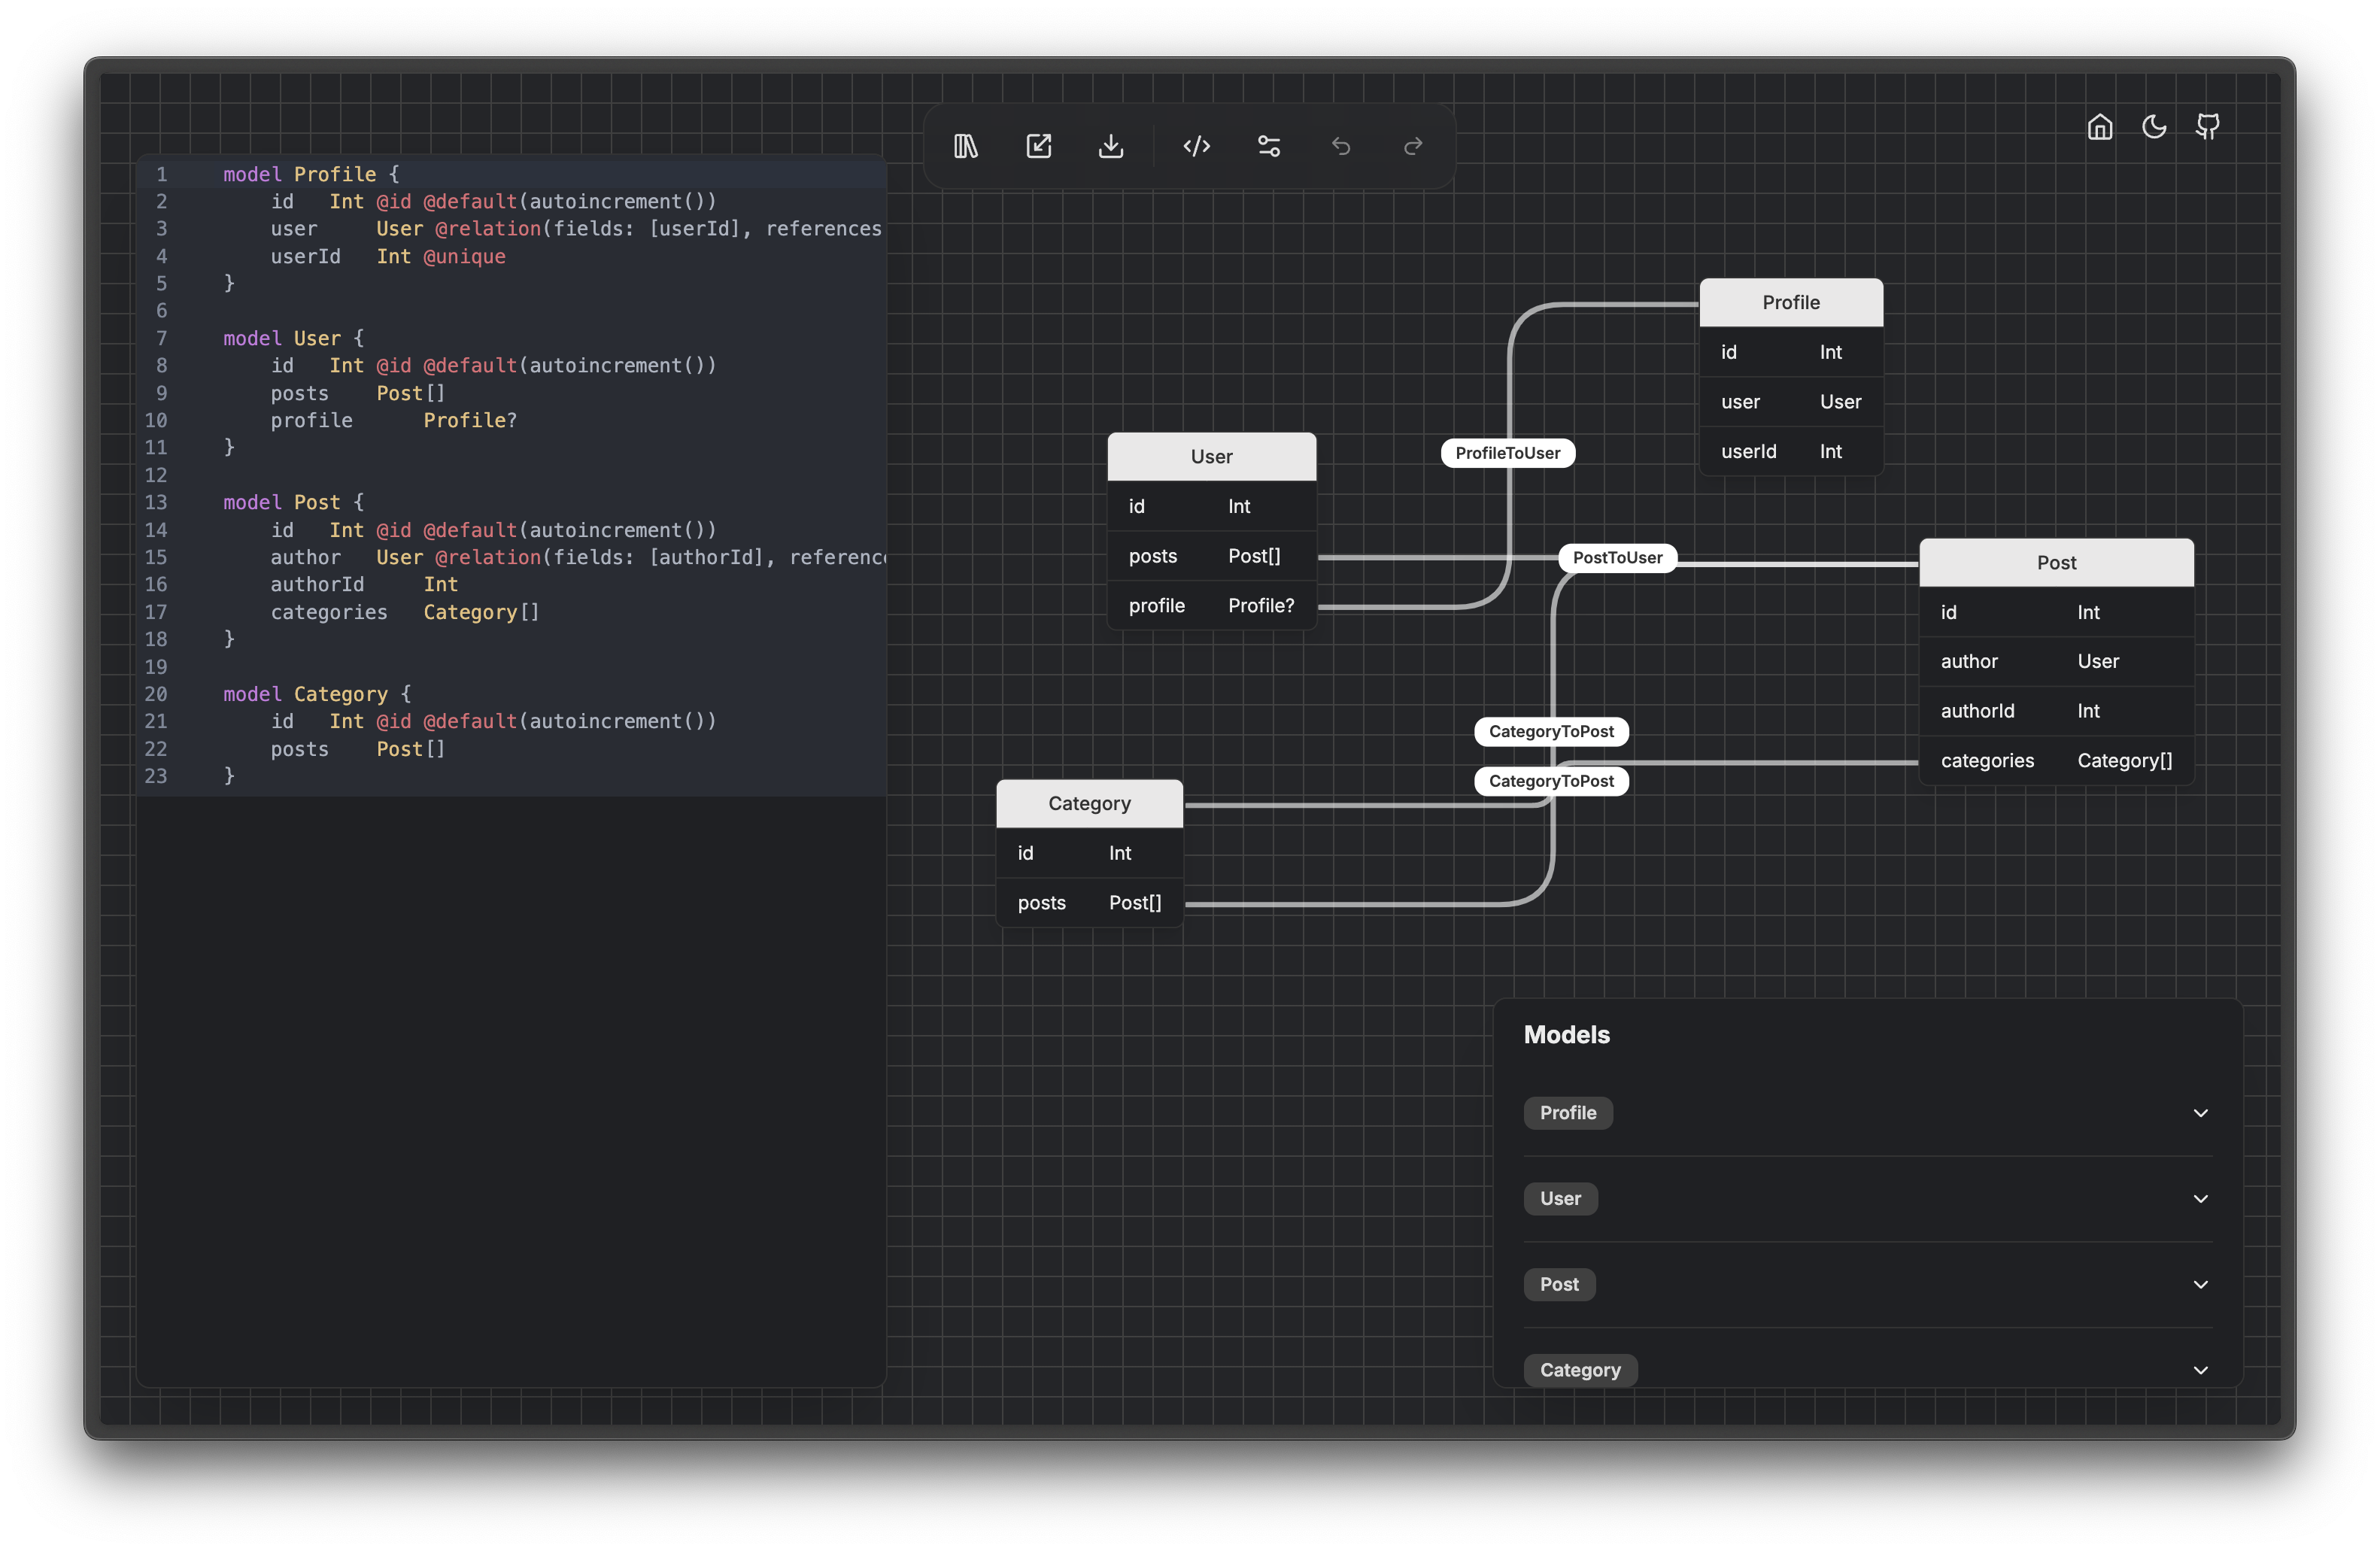 1 model Profile {
2 id Int @id @default(autoincrement())
3 user User @relation(fields: [userId], references
4 userId Int @unique
5 }
6
7 model User {
8 id Int @id @default(autoincrement())
9 posts Post[]
10 profile Profile?
11 }
12
13 model Post {
14 id Int @id @default(autoincrement())
15 author User @relation(fields: [authorId],
16 authorId Int
17 categories Category[]
18 }
19
20 model Category {
21 id Int @id @default(autoincrement())
22 posts Post[]
23 }
Profile
id Int
user User
userId Int
ProfileToUser
User
id Int
posts Post[]
profile Profile?
PostToUser
Post
id Int
author User
authorId Int
categories Category[]
CategoryToPost
CategoryToPost
Category
id Int
posts Post[]
Models
Profile
User
Post
Category